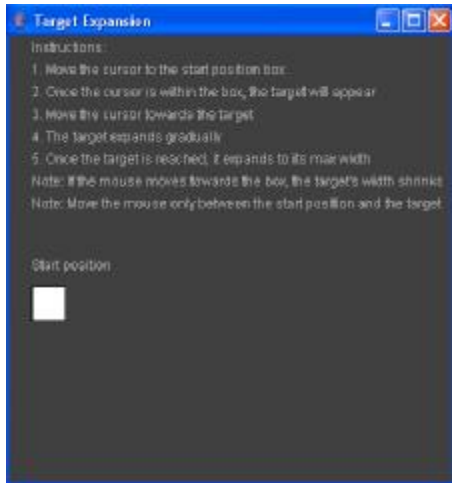 Target Expansion
Instructions:
1. Move the cursor to the start position box.
2. Once the cursor is within the box, the target will appear
3. Move the cursor towards the target
4. The target expands gradually
5. Once the target is reached, it expands to its max width
Note: If the mouse moves towards the box, the target's width shrinks
Note: Move the mouse only between the start position and the target
Start position